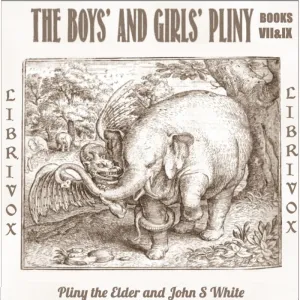 THE BOYS' AND GIRLS' PLINY
BOOKS
VII&IX
LIBRIVOX
LIBRIVOX
Pliny the Elder and John S White